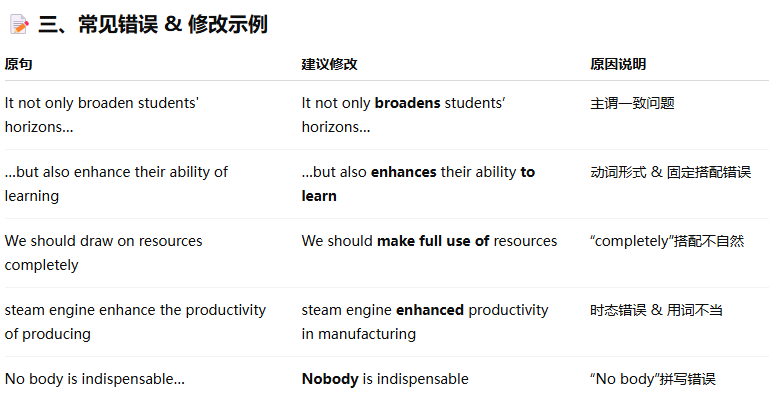 📝 三、常见错误 & 修改示例
原句 建议修改 原因说明
It not only broaden students' It not only broadens students’ 主谓一致问题
horizons... horizons...
...but also enhance their ability of ...but also enhances their ability to 动词形式 & 固定搭配错误
learning learn
We should draw on resources We should make full use of resources “completely”搭配不自然
completely
steam engine enhance the productivity steam engine enhanced productivity 时态错误 & 用词不当
of producing in manufacturing
No body is indispensable... Nobody is indispensable “No body”拼写错误